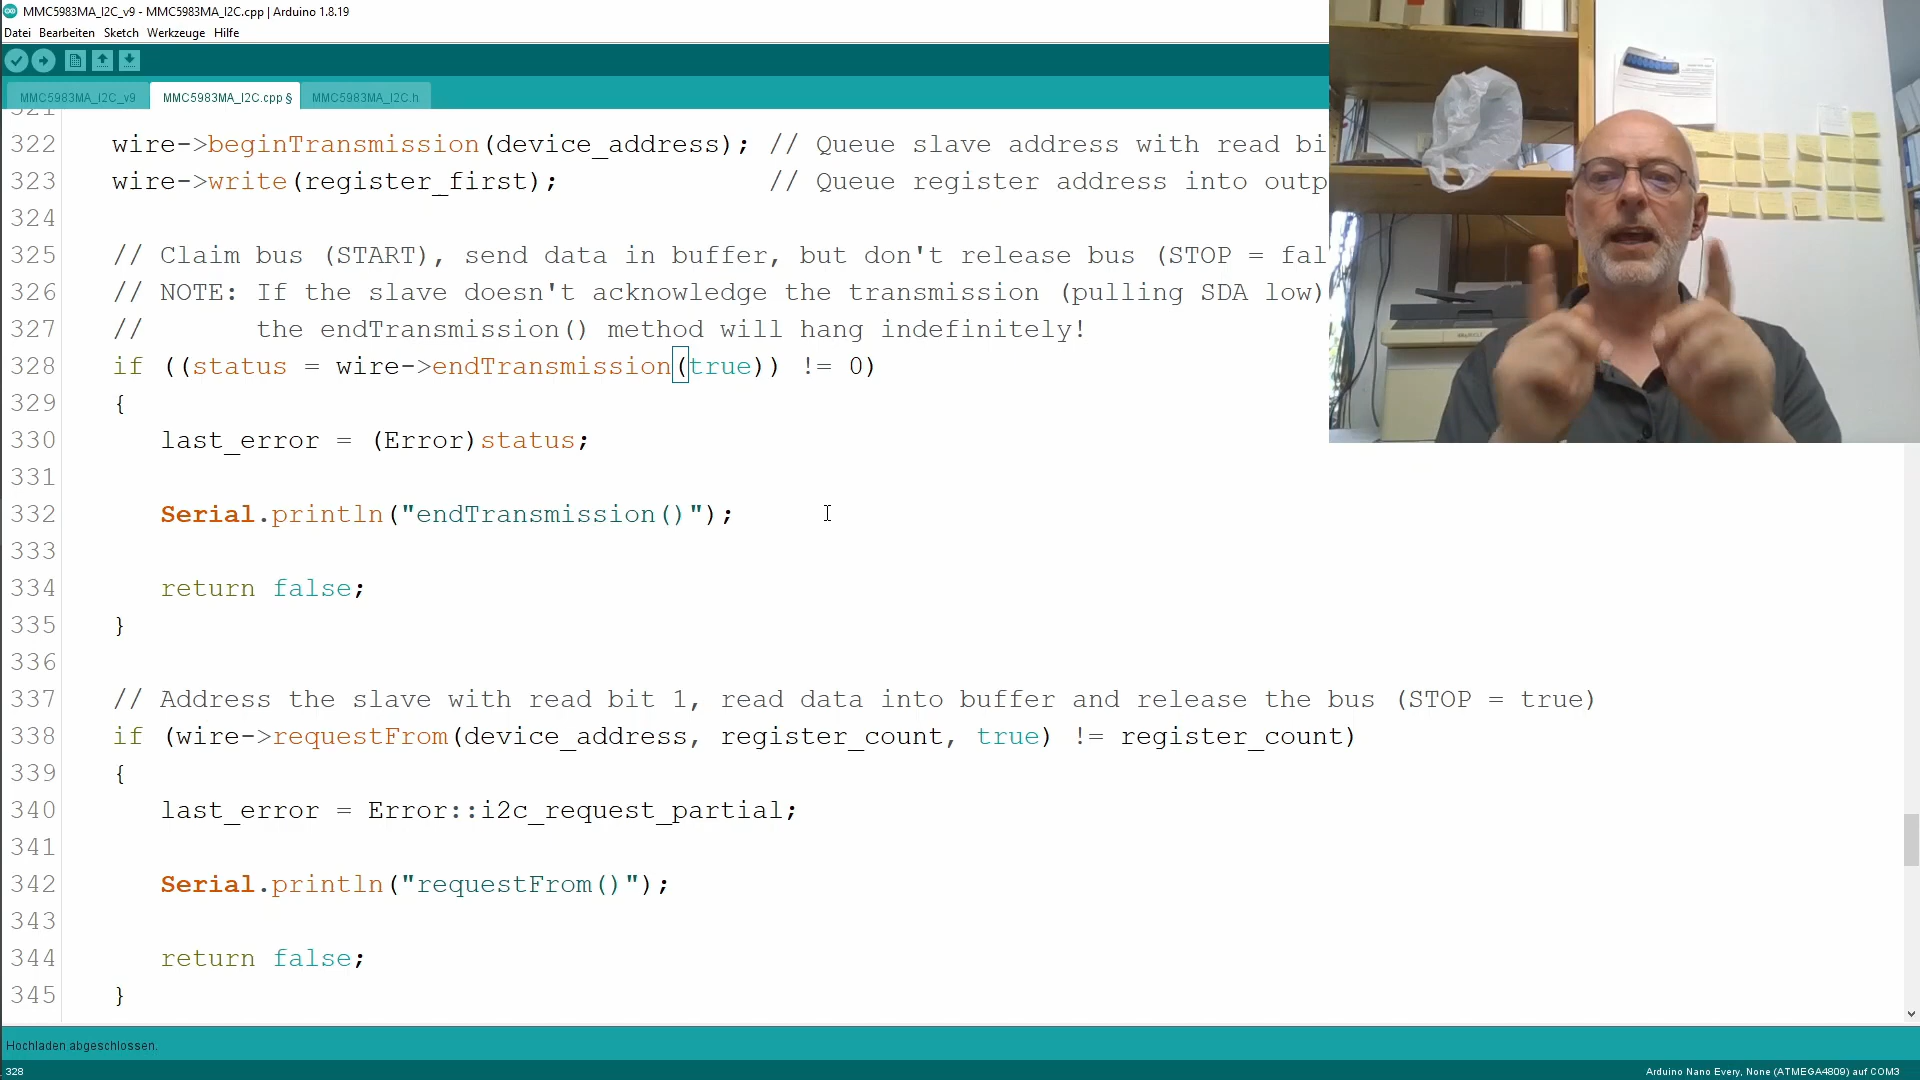 MMC5983MA_I2C_v9 - MMC5983MA_I2C.cpp | Arduino 1.8.19
Datei Bearbeiten Sketch Werkzeuge Hilfe
MMC5983MA_I2C_v9 MMC5983MA_I2C.cpp § MMC5983MA_I2C.h
321
322 wire->beginTransmission(device_address); // Queue slave address with read bi
323 wire->write(register_first); // Queue register address into outp
324
325 // Claim bus (START), send data in buffer, but don't release bus (STOP = fal
326 // NOTE: If the slave doesn't acknowledge the transmission (pulling SDA low)
327 // the endTransmission() method will hang indefinitely!
328 if ((status = wire->endTransmission(true)) != 0)
329 {
330 last_error = (Error)status;
331
332 Serial.println("endTransmission()");
333
334 return false;
335 }
336
337 // Address the slave with read bit 1, read data into buffer and release the bus (STOP = true)
338 if (wire->requestFrom(device_address, register_count, true) != register_count)
339 {
340 last_error = Error::i2c_request_partial;
341
342 Serial.println("requestFrom()");
343
344 return false;
345 }
Hochladen abgeschlossen.
328 Arduino Nano Every, None (ATMEGA4809) auf COM3